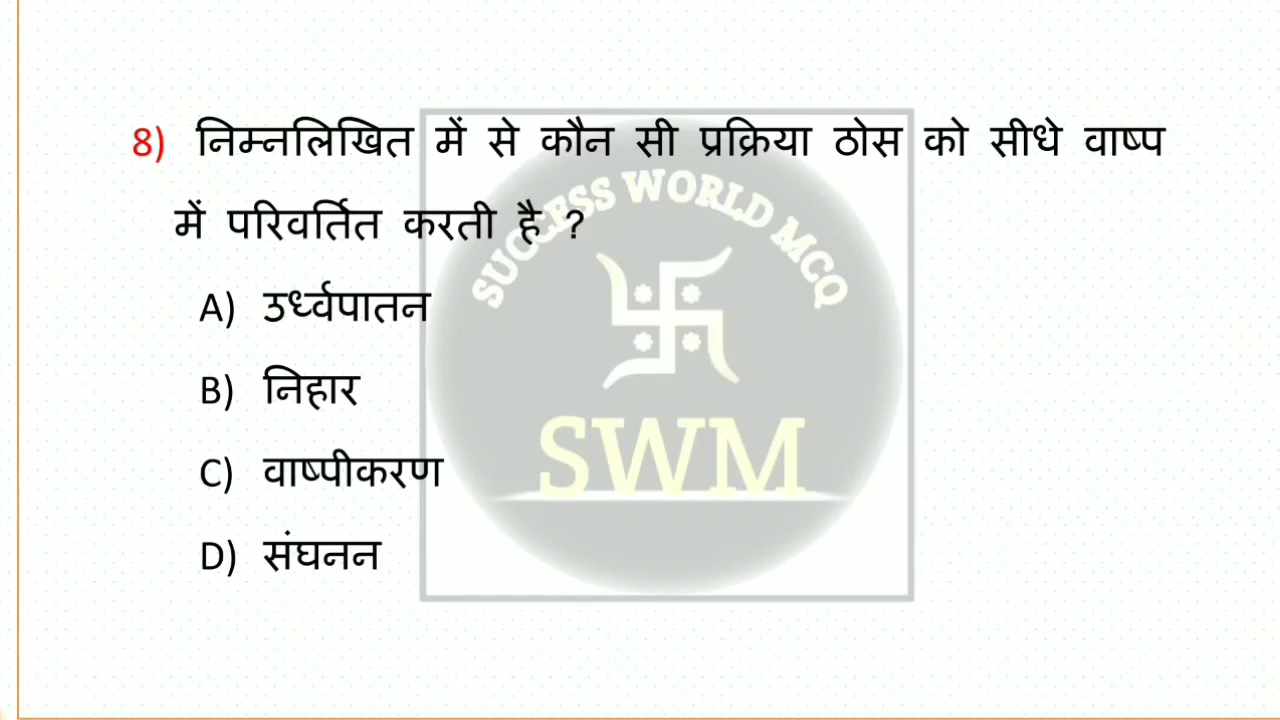 8) निम्नलिखित में से कौन सी प्रक्रिया ठोस को सीधे वाष्प
में परिवर्तित करती है ?
A) उर्ध्वपातन
B) निहार
C) वाष्पीकरण
D) संघनन
SUCCESS WORLD MCQ
SWM